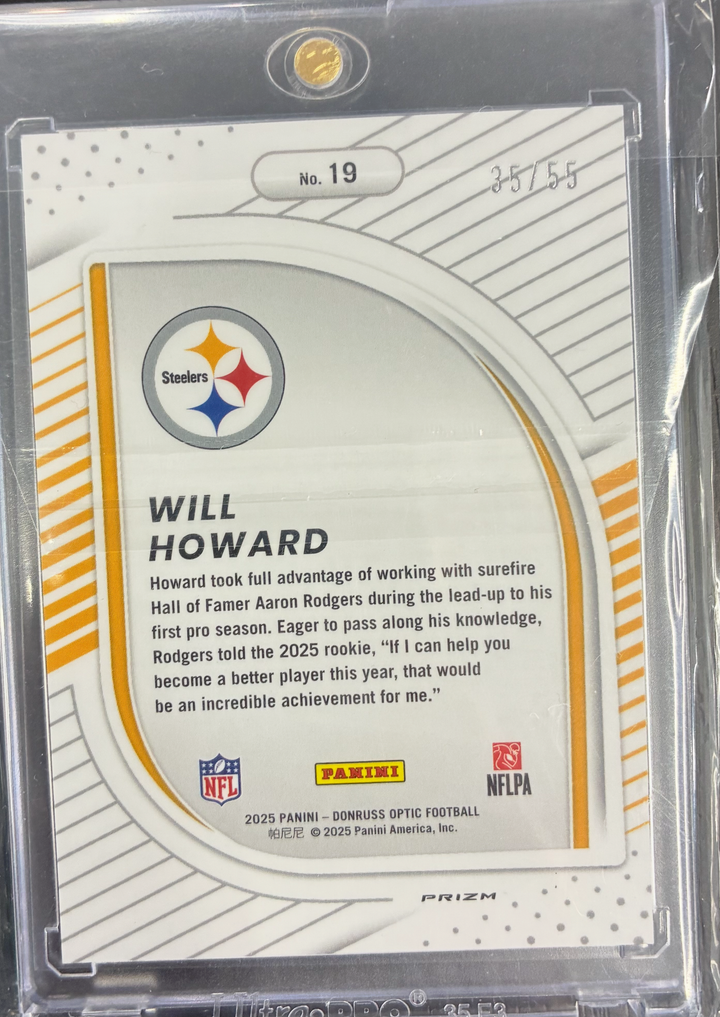 No. 19
35/55
Steelers
WILL
HOWARD
Howard took full advantage of working with surefire
Hall of Famer Aaron Rodgers during the lead-up to his
first pro season. Eager to pass along his knowledge,
Rodgers told the 2025 rookie, “If I can help you
become a better player this year, that would
be an incredible achievement for me.”
NFL
PANINI
NFLPA
2025 PANINI – DONRUSS OPTIC FOOTBALL
帕尼尼 © 2025 Panini America, Inc.
PRIZM
Ultra·PRO®